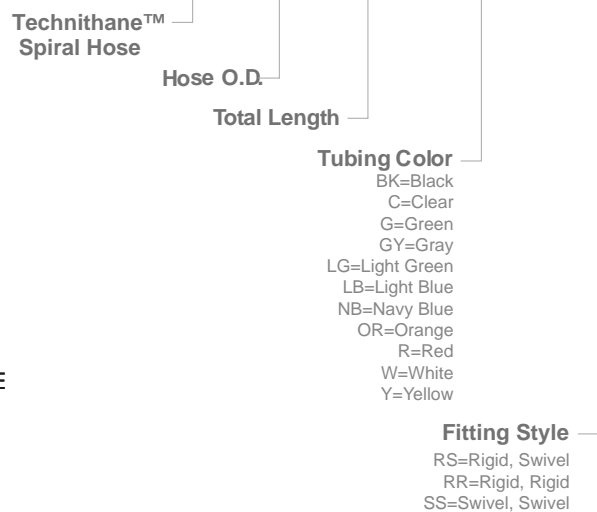 Technithane™
Spiral Hose
Hose O.D.
Total Length
Tubing Color
BK=Black
C=Clear
G=Green
GY=Gray
LG=Light Green
LB=Light Blue
NB=Navy Blue
OR=Orange
R=Red
W=White
Y=Yellow
E
Fitting Style
RS=Rigid, Swivel
RR=Rigid, Rigid
SS=Swivel, Swivel